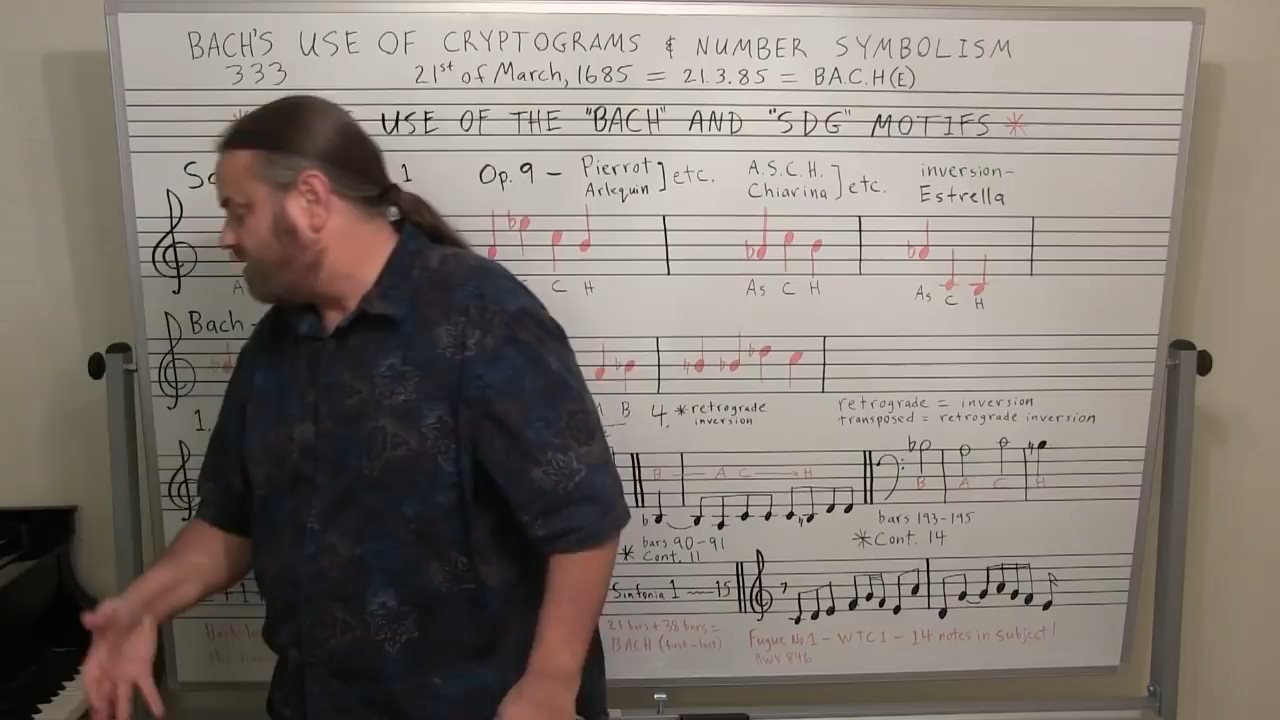 BACH'S USE OF CRYPTOGRAMS & NUMBER SYMBOLISM
333 21st of March, 1685 = 21.3.85 = B.A.C.H(E)
USE OF THE "BACH" AND "SDG" MOTIFS *
1 Op. 9 - Pierrot Arlequin ] etc. A.S.C.H. Chiarina ] etc. inversion- Estrella
A C H As C H As C H
Bach -
1. B 4. * retrograde inversion
retrograde = inversion
transposed = retrograde inversion
B A C H B A C H
bars 90-91
* Cont. 11
bars 193-195
* Cont. 14
Sinfonia 1 15
21 bars + 38 bars =
BACH (first-last)
Fugue No. 1 - WTC 1 - 14 notes in subject!
BWV 846